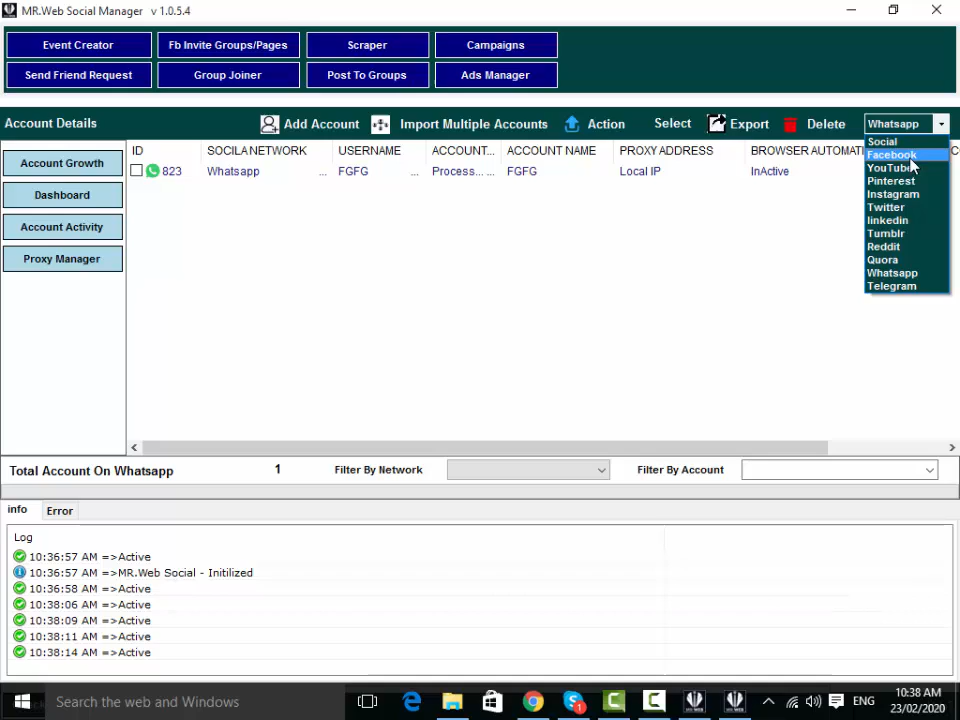 MR.Web Social Manager v 1.0.5.4
Event Creator Fb Invite Groups/Pages Scraper Campaigns
Send Friend Request Group Joiner Post To Groups Ads Manager
Account Details Add Account Import Multiple Accounts Action Select Export Delete Whatsapp
Social
Facebook
YouTube
Pinterest
Instagram
Twitter
linkedin
Tumblr
Reddit
Quora
Whatsapp
Telegram
Account Growth
Dashboard
Account Activity
Proxy Manager
ID SOCILA NETWORK USERNAME ACCOUNT... ACCOUNT NAME PROXY ADDRESS BROWSER AUTOMAT
823 Whatsapp ... FGFG ... Process... ... FGFG Local IP InActive
Total Account On Whatsapp 1 Filter By Network Filter By Account
info Error
Log
10:36:57 AM =>Active
10:36:57 AM =>MR.Web Social - Initilized
10:36:58 AM =>Active
10:38:06 AM =>Active
10:38:09 AM =>Active
10:38:11 AM =>Active
10:38:14 AM =>Active
Search the web and Windows ENG 10:38 AM
23/02/2020